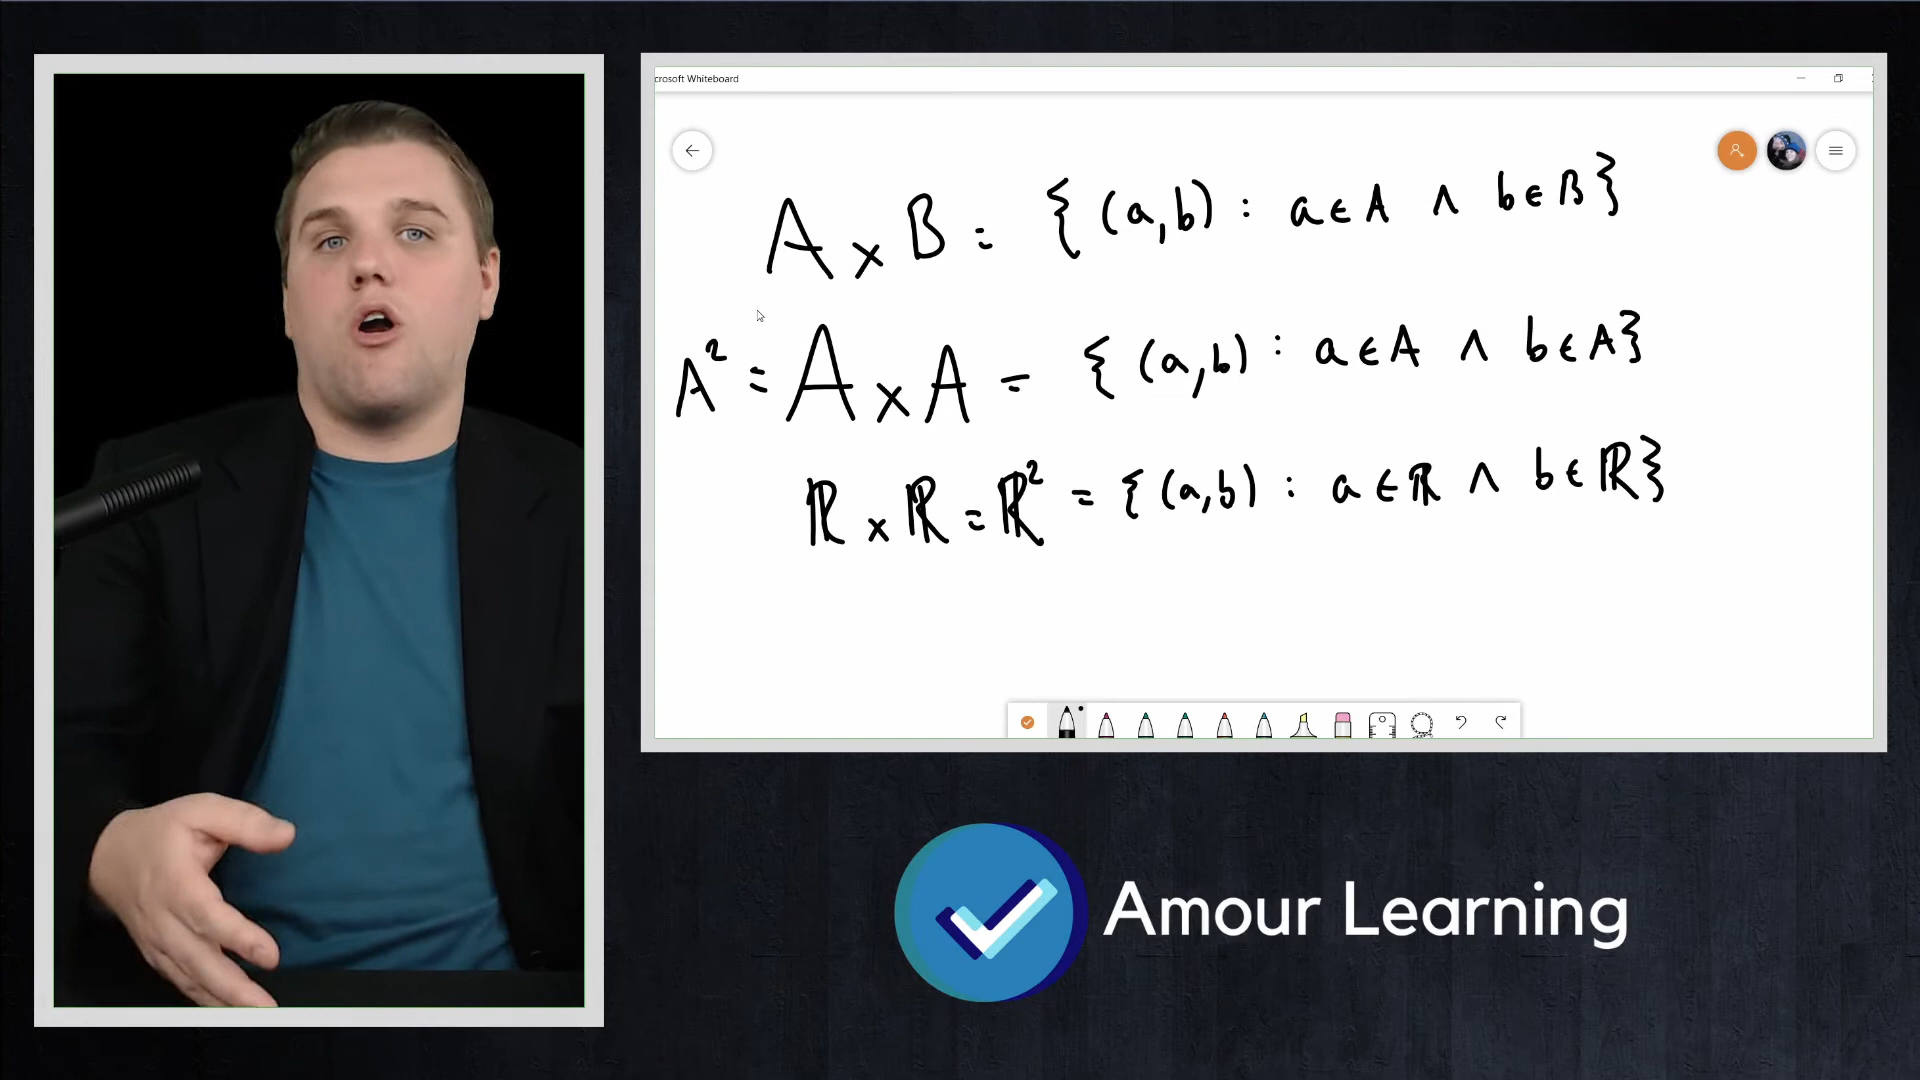 crosoft Whiteboard
A × B = {(a,b) : a ∈ A ∧ b ∈ B}
A² = A × A = {(a,b) : a ∈ A ∧ b ∈ A}
ℝ × ℝ = ℝ² = {(a,b) : a ∈ ℝ ∧ b ∈ ℝ}
Amour Learning